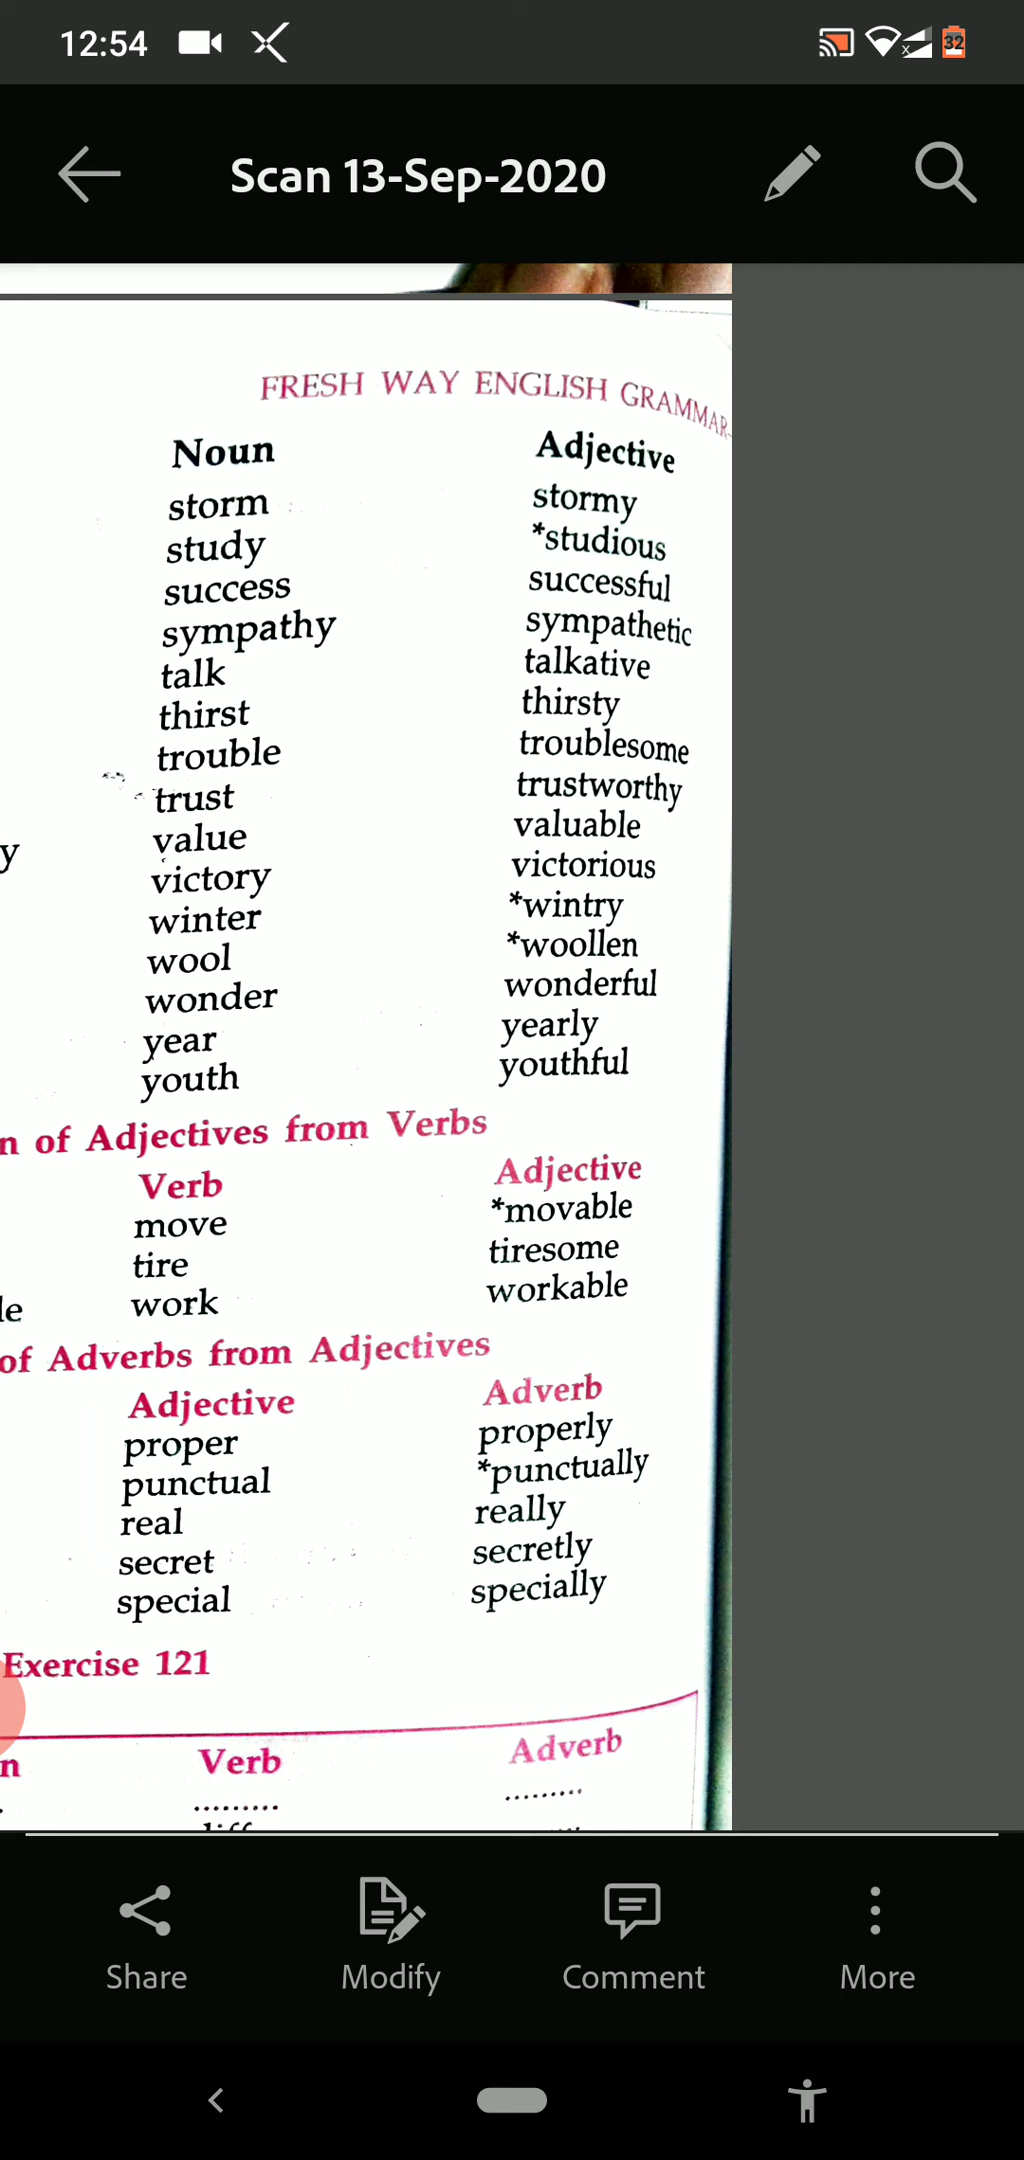 12:54
32
Scan 13-Sep-2020
FRESH WAY ENGLISH GRAMMAR
Noun Adjective
storm stormy
study *studious
success successful
sympathy sympathetic
talk talkative
thirst thirsty
trouble troublesome
trust trustworthy
y value valuable
victory victorious
winter *wintry
wool *woollen
wonder wonderful
year yearly
youth youthful
n of Adjectives from Verbs
Verb Adjective
move *movable
tire tiresome
le work workable
of Adverbs from Adjectives
Adjective Adverb
proper properly
punctual *punctually
real really
secret secretly
special specially
Exercise 121
n Verb Adverb
......... .........
Share Modify Comment More